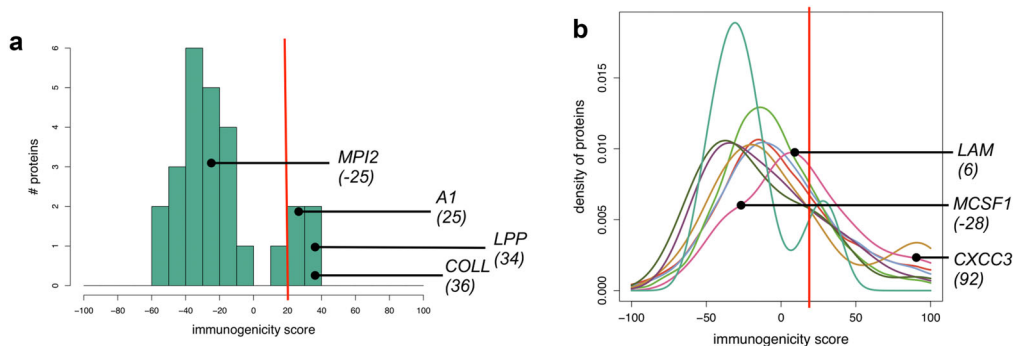 a
# proteins
6
5
4
3
2
1
0
-100 -80 -60 -40 -20 0 20 40 60 80 100
immunogenicity score
MPI2
(-25)
A1
(25)
LPP
(34)
COLL
(36)
b
density of proteins
0.015
0.010
0.005
0.000
−100 −50 0 50 100
immunogenicity score
LAM
(6)
MCSF1
(-28)
CXCC3
(92)